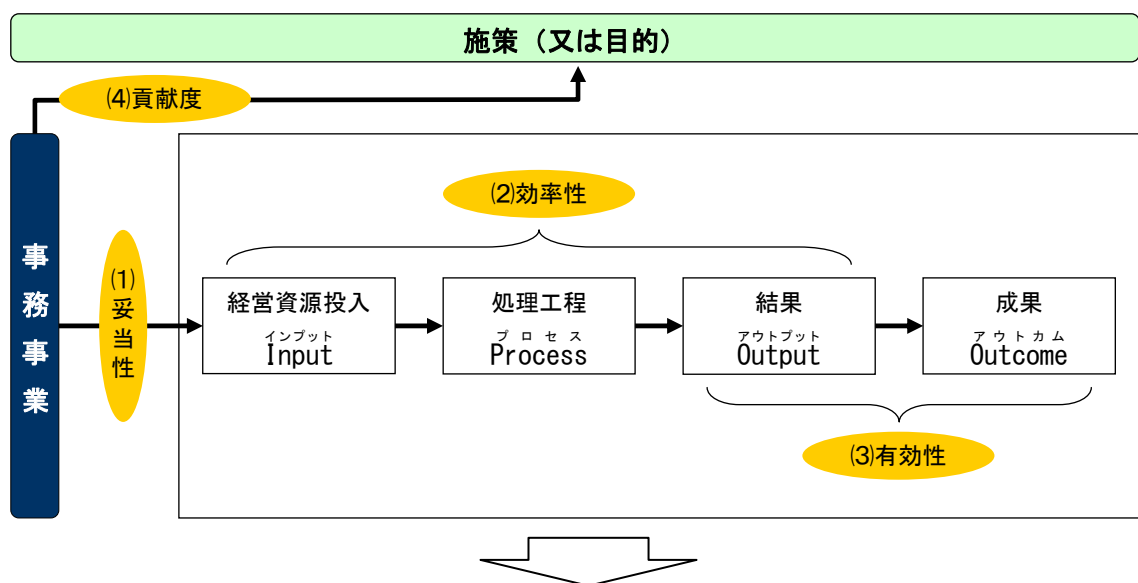 施策（又は目的）
⑷貢献度
事務事業
⑴妥当性
⑵効率性
経営資源投入
インプット
Input
処理工程
プロセス
Process
結果
アウトプット
Output
成果
アウトカム
Outcome
⑶有効性